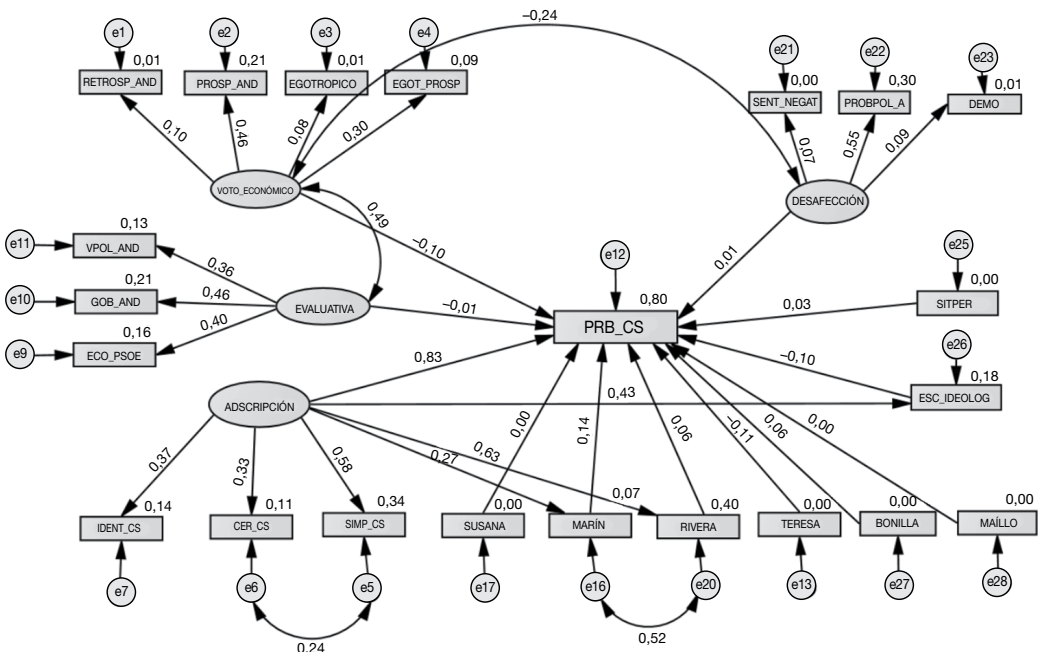 –0,24
e1
e2
e3
e4
e21
e22
e23
0,01
0,21
0,01
0,09
0,00
0,30
0,01
RETROSP_AND
PROSP_AND
EGOTROPICO
EGOT_PROSP
SENT_NEGAT
PROBPOL_A
DEMO
0,10
0,46
0,08
0,30
0,07
0,55
0,09
VOTO_ECONÓMICO
DESAFECCIÓN
0,49
–0,10
0,01
e11
0,13
VPOL_AND
0,36
e12
e25
e10
0,21
GOB_AND
0,46
EVALUATIVA
–0,01
0,80
PRB_CS
0,03
0,00
SITPER
e9
0,16
ECO_PSOE
0,40
e26
0,83
–0,10
0,18
ESC_IDEOLOG
ADSCRIPCIÓN
0,43
0,37
0,33
0,58
0,27
0,63
0,00
0,14
0,06
–0,11
0,06
0,00
0,14
0,11
0,34
0,00
0,07
0,40
0,00
0,00
0,00
IDENT_CS
CER_CS
SIMP_CS
SUSANA
MARÍN
RIVERA
TERESA
BONILLA
MAÍLLO
e7
e6
e5
e17
e16
e20
e13
e27
e28
0,24
0,52